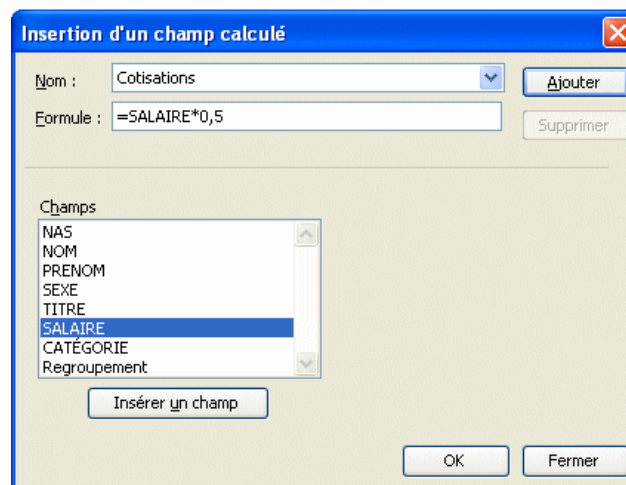 Insertion d'un champ calculé
Nom :
Cotisations
Ajouter
Formule :
=SALAIRE*0,5
Supprimer
Champs
NAS
NOM
PRENOM
SEXE
TITRE
SALAIRE
CATÉGORIE
Regroupement
Insérer un champ
OK
Fermer